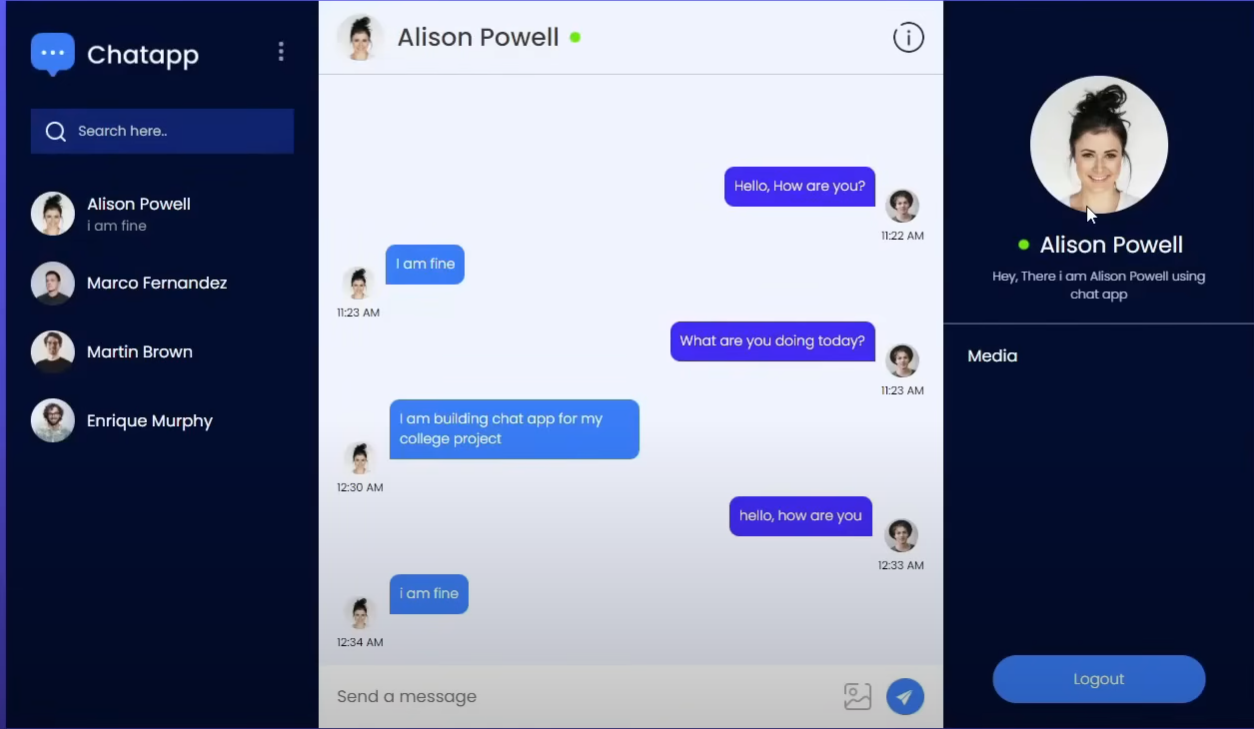 Chatapp
Search here..
Alison Powell
i am fine
Marco Fernandez
Martin Brown
Enrique Murphy
Alison Powell
Hello, How are you?
11:22 AM
I am fine
11:23 AM
What are you doing today?
11:23 AM
I am building chat app for my
college project
12:30 AM
hello, how are you
12:33 AM
i am fine
12:34 AM
Send a message
Alison Powell
Hey, There i am Alison Powell using
chat app
Media
Logout